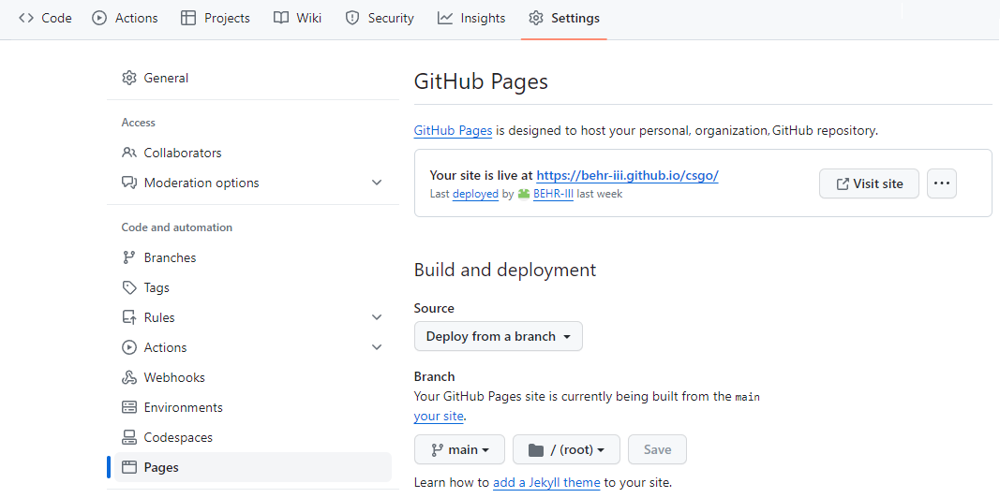 Code Actions Projects Wiki Security Insights Settings
General
Access
Collaborators
Moderation options
Code and automation
Branches
Tags
Rules
Actions
Webhooks
Environments
Codespaces
Pages
GitHub Pages
GitHub Pages is designed to host your personal, organization, GitHub repository.
Your site is live at https://behr-iii.github.io/csgo/
Last deployed by BEHR-III last week
Visit site
Build and deployment
Source
Deploy from a branch
Branch
Your GitHub Pages site is currently being built from the main
your site.
main / (root) Save
Learn how to add a Jekyll theme to your site.